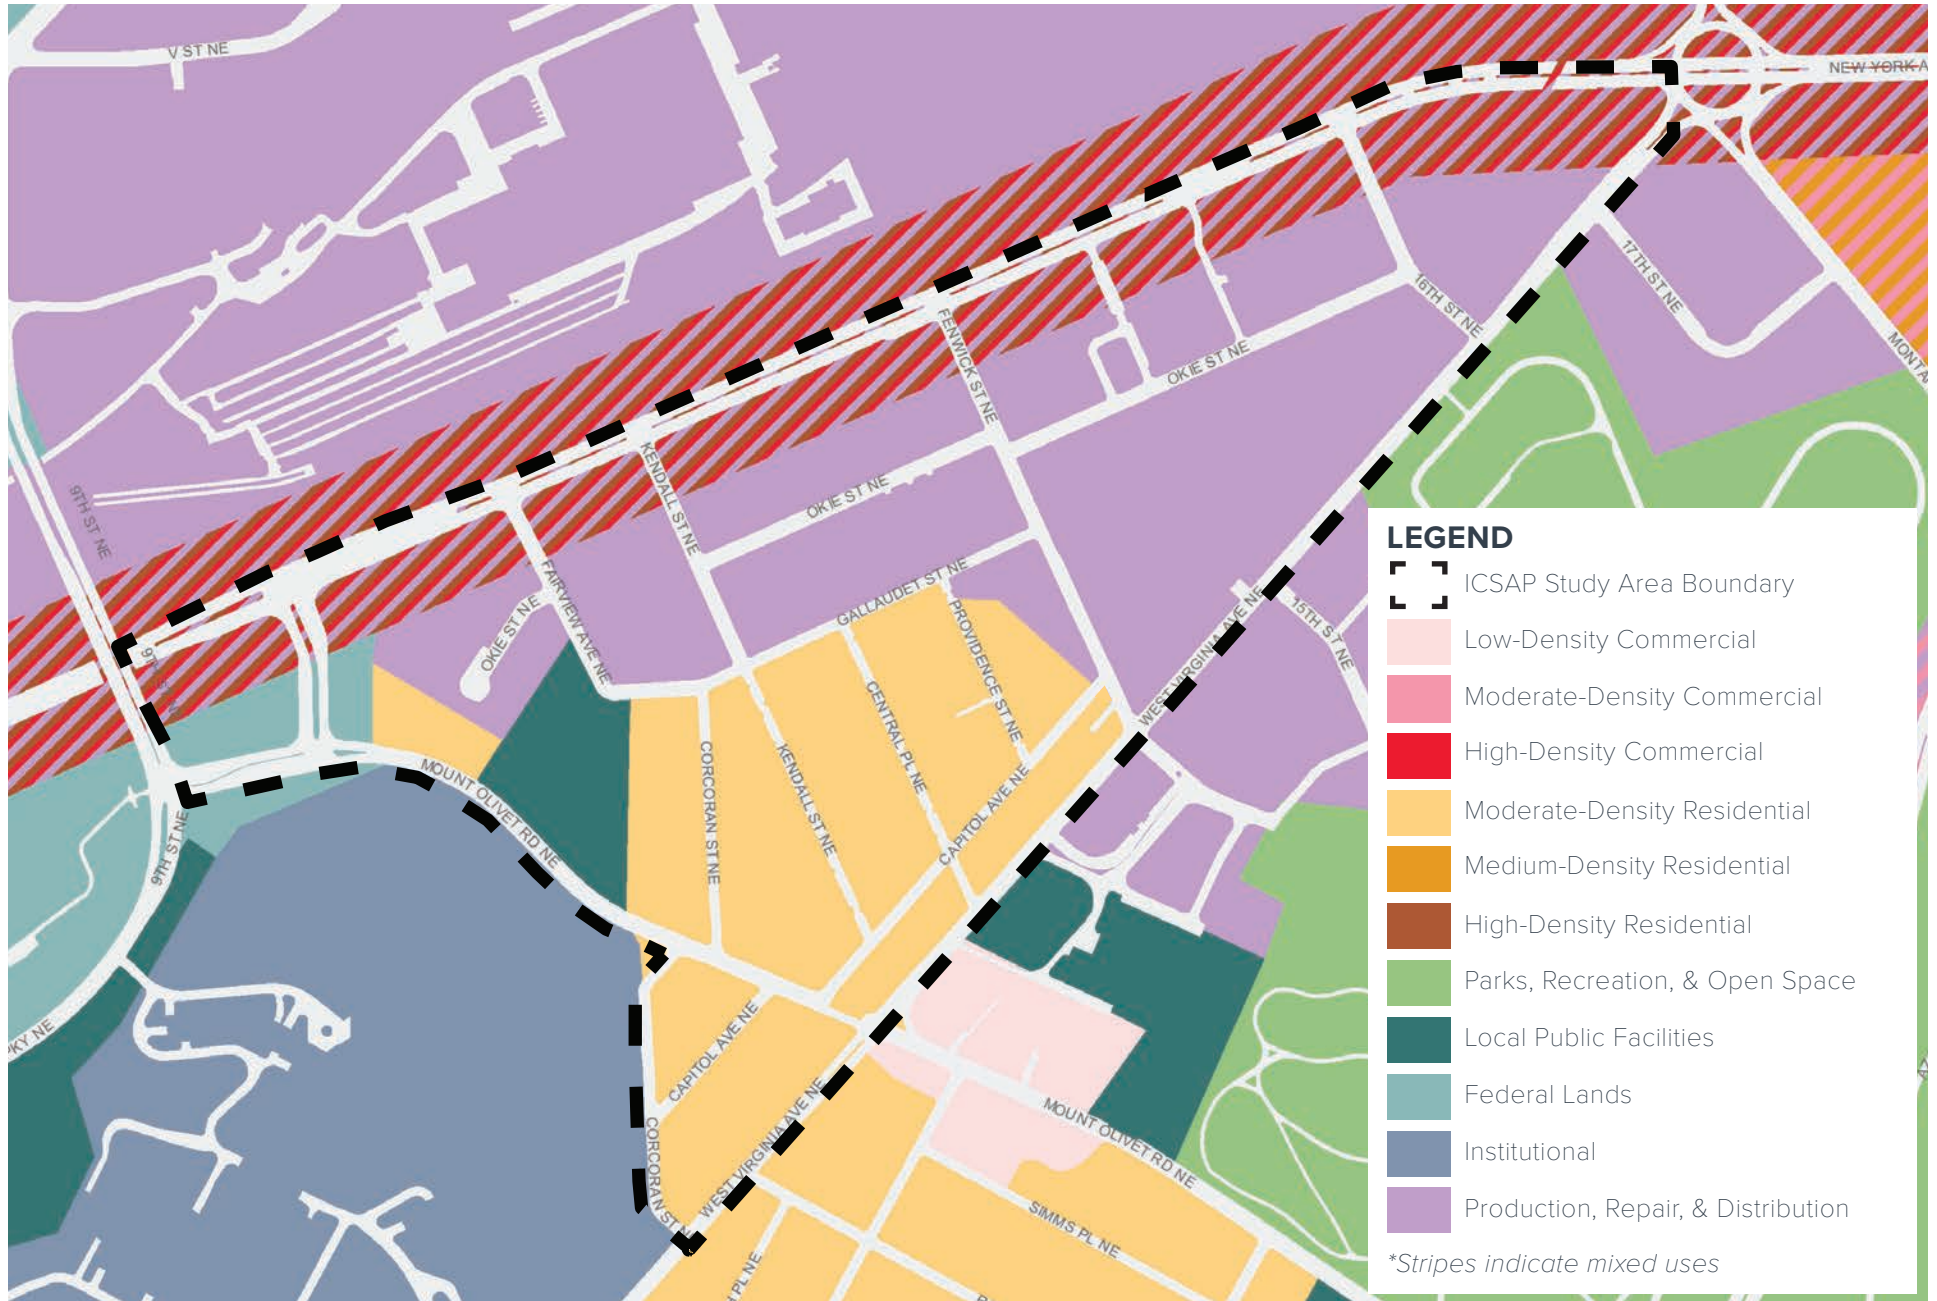 V ST NE
NEW YORK A
17TH ST NE
16TH ST NE
MONTA
FENWICK ST NE
OKIE ST NE
KENDALL ST NE
OKIE ST NE
9TH ST NE
FAIRVIEW AVE NE
OKIE ST NE
GALLAUDET ST NE
PROVIDENCE ST NE
WEST VIRGINIA AVE NE
15TH ST NE
CENTRAL PL NE
CORCORAN ST NE
KENDALL ST NE
CAPITOL AVE NE
MOUNT OLIVET RD NE
9TH ST NE
PKY NE
CAPITOL AVE NE
WEST VIRGINIA AVE NE
CORCORAN ST NE
MOUNT OLIVET RD NE
SIMMS PL NE
PL NE
LEGEND
ICSAP Study Area Boundary
Low-Density Commercial
Moderate-Density Commercial
High-Density Commercial
Moderate-Density Residential
Medium-Density Residential
High-Density Residential
Parks, Recreation, & Open Space
Local Public Facilities
Federal Lands
Institutional
Production, Repair, & Distribution
*Stripes indicate mixed uses